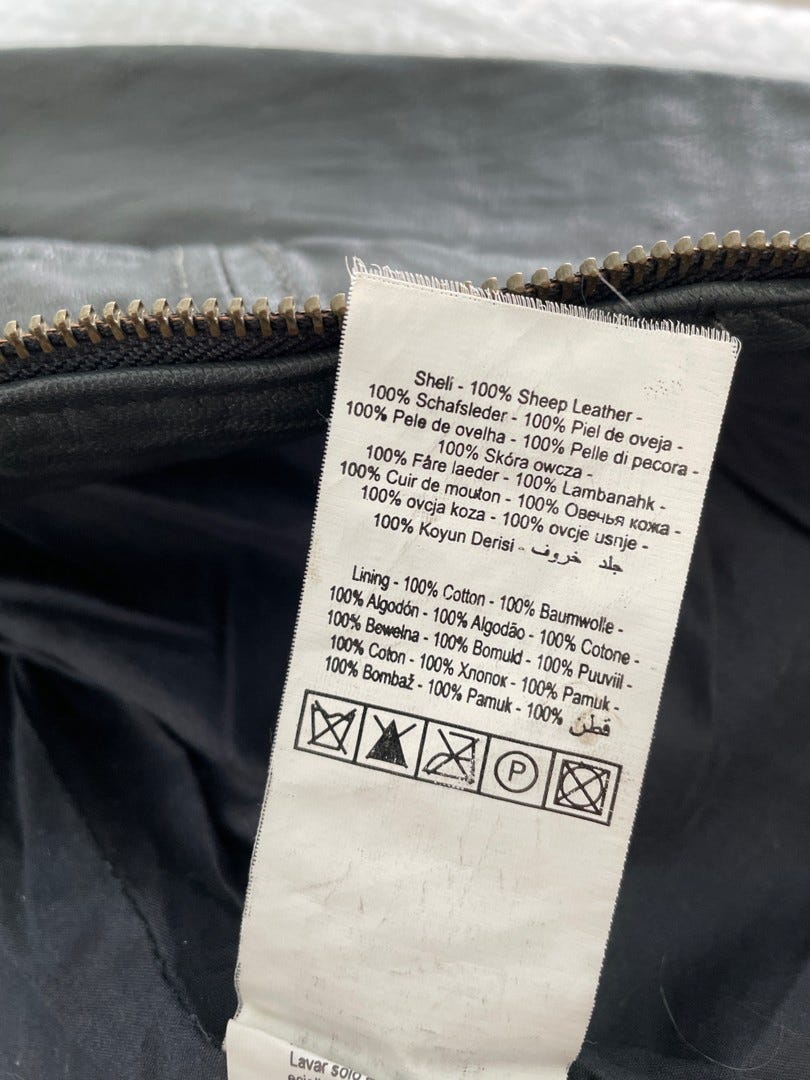 Shell - 100% Sheep Leather -
100% Schafsleder - 100% Piel de oveja -
100% Pele de ovelha - 100% Pelle di pecora -
100% Skóra owcza -
100% Fåre laeder - 100% Lambanahk -
100% Cuir de mouton - 100% Овечья кожа -
100% ovcja koza - 100% ovcje usnje -
100% Koyun Derisi - جلد خروف
Lining - 100% Cotton - 100% Baumwolle -
100% Algodón - 100% Algodão - 100% Cotone -
100% Bewelna - 100% Bomuld - 100% Puuviil -
100% Coton - 100% Хлопок - 100% Pamuk -
100% Bombaž - 100% Pamuk - 100% قطن
P
Lavar solo